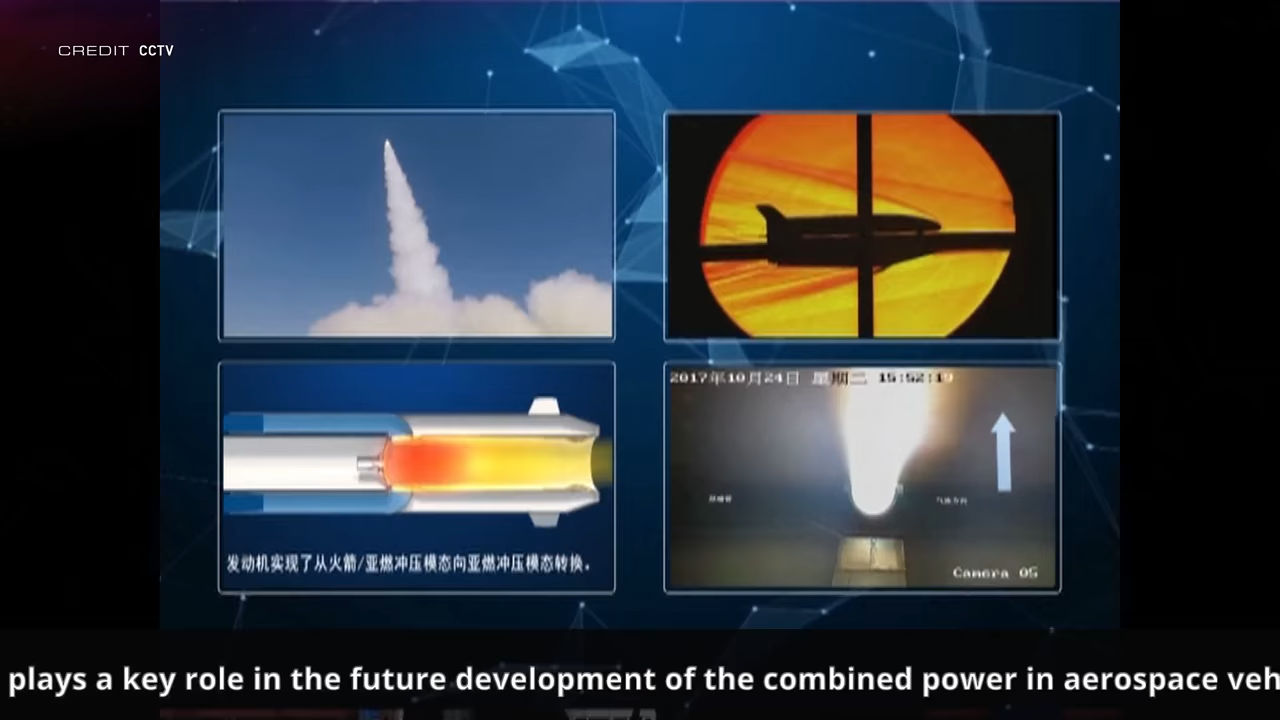 CREDIT CCTV
2017年10月24日 星期二 15:52:19
Camera 05
发动机实现了从火箭/亚燃冲压模态向亚燃冲压模态转换。
plays a key role in the future development of the combined power in aerospace veh